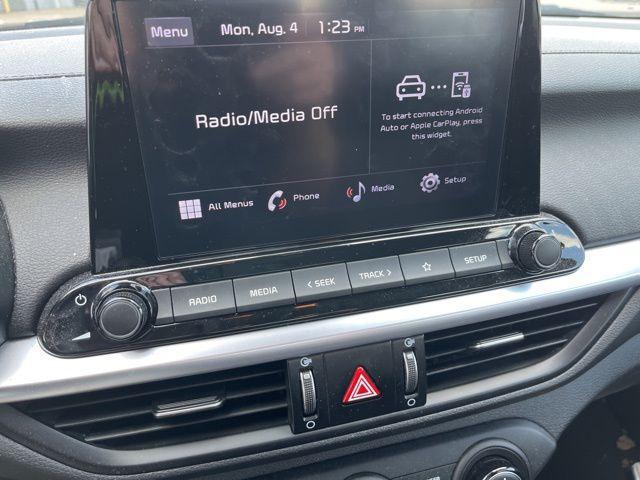 Menu Mon, Aug. 4 1:23 PM
Radio/Media Off
To start connecting Android
Auto or Apple CarPlay, press
this widget.
All Menus Phone Media Setup
RADIO MEDIA < SEEK TRACK > SETUP